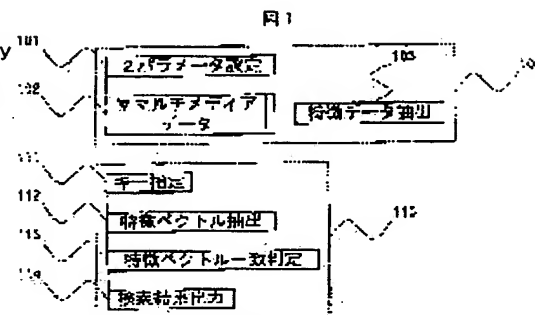 図1
101
y
2パラメータ設定
103
102
マルチメディア
データ
特徴データ抽出
10
111
キー指定
112
特徴ベクトル抽出
115
113
特徴ベクトル一致判定
114
検索結果出力